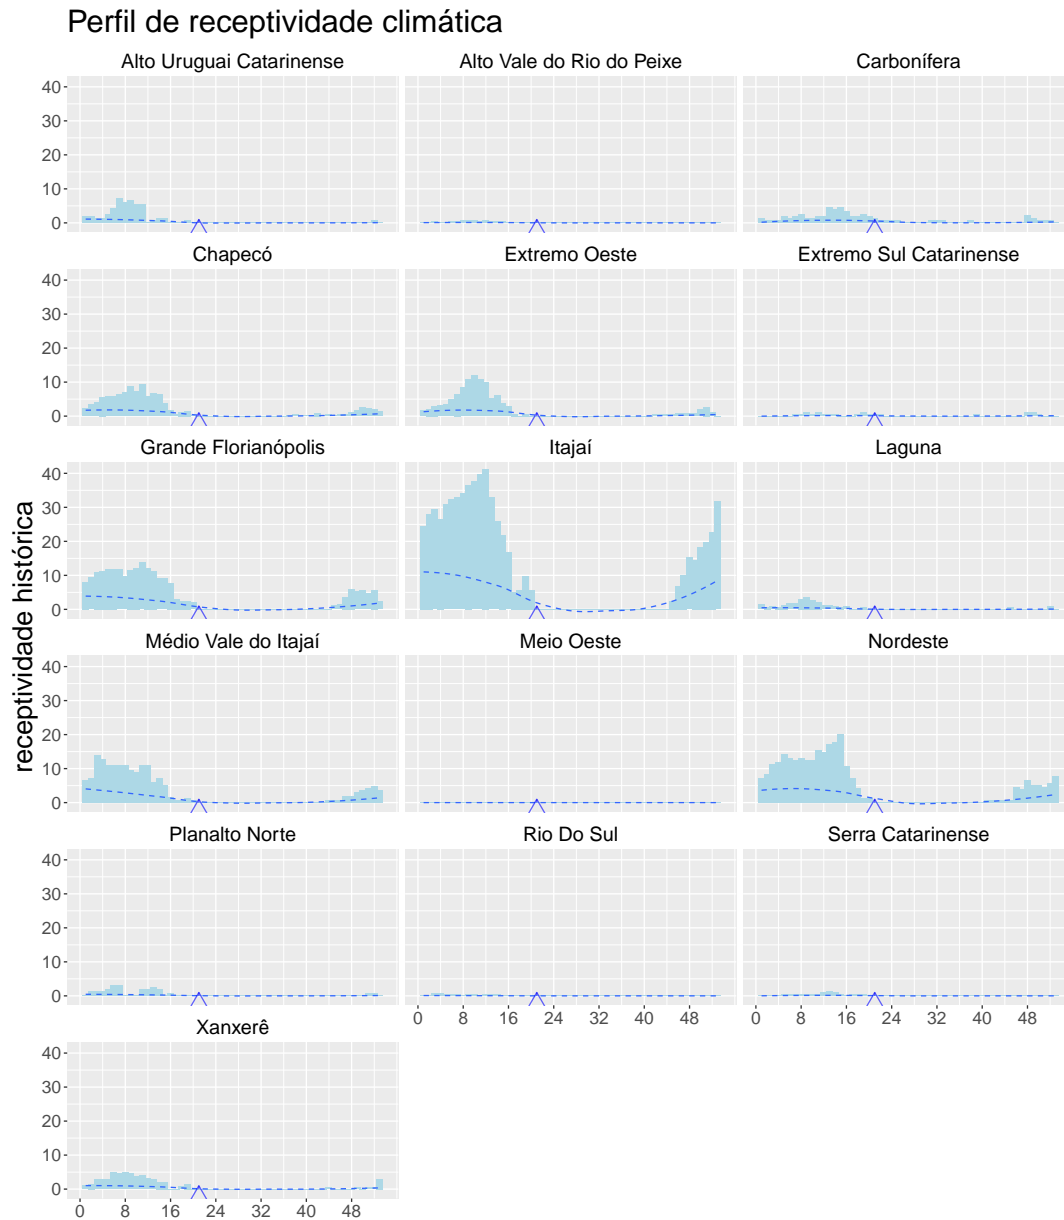 Perfil de receptividade climática
Alto Uruguai Catarinense
Alto Vale do Rio do Peixe
Carbonífera
40
30
20
10
0
Chapecó
Extremo Oeste
Extremo Sul Catarinense
40
30
20
10
0
Grande Florianópolis
Itajaí
Laguna
40
30
20
10
0
receptividade histórica
Médio Vale do Itajaí
Meio Oeste
Nordeste
40
30
20
10
0
Planalto Norte
Rio Do Sul
Serra Catarinense
40
30
20
10
0
0 8 16 24 32 40 48
0 8 16 24 32 40 48
Xanxerê
40
30
20
10
0
0 8 16 24 32 40 48